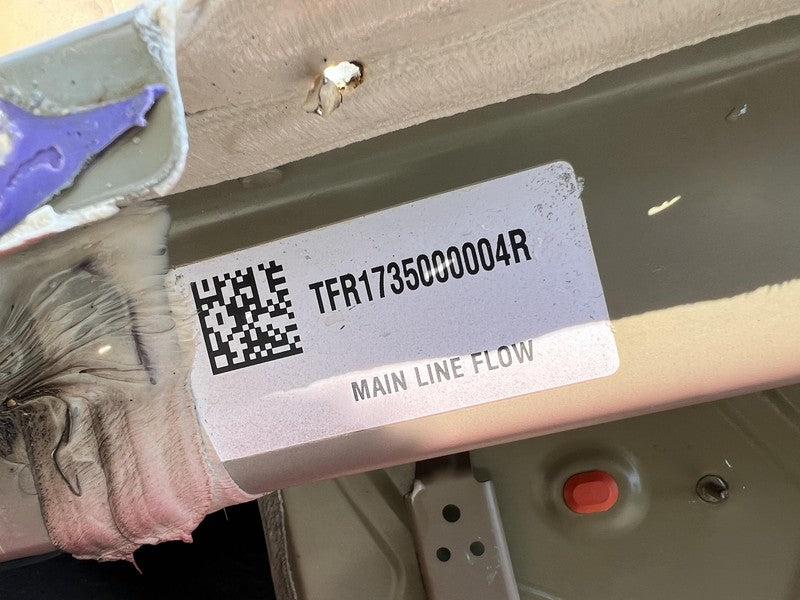 TFR1735000004R
MAIN LINE FLOW